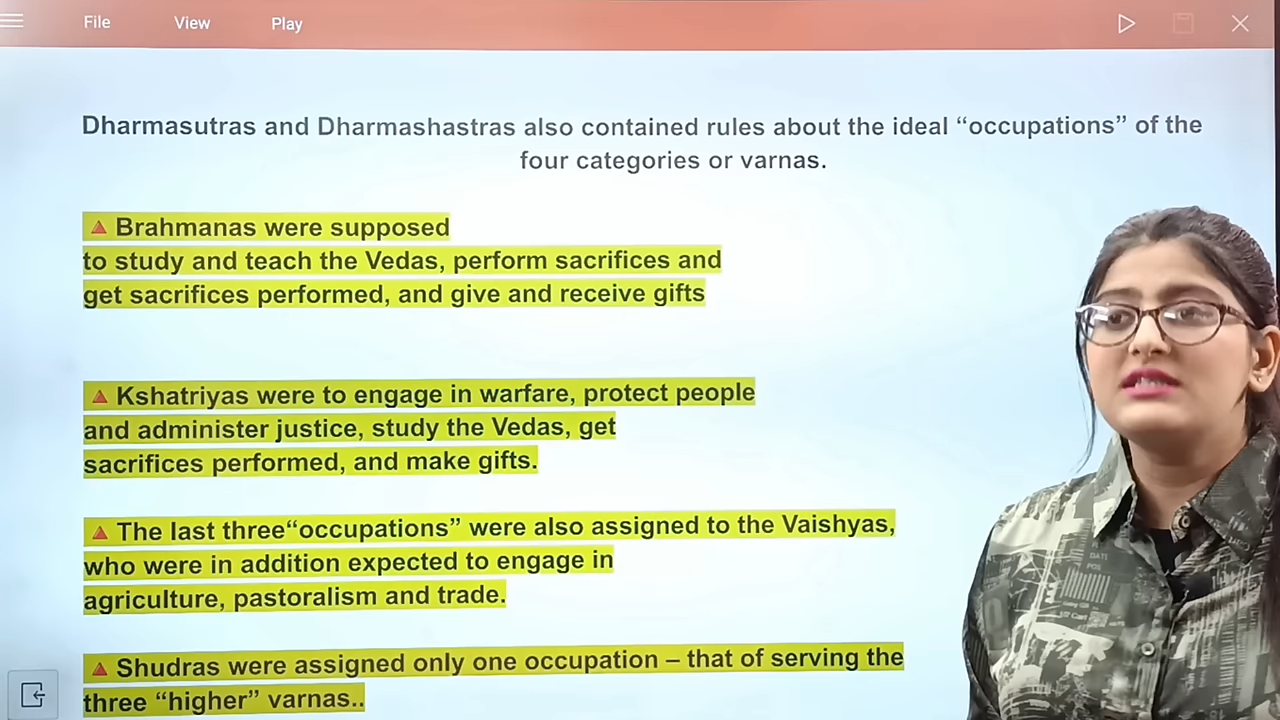 File View Play
Dharmasutras and Dharmashastras also contained rules about the ideal “occupations” of the
four categories or varnas.
🔺Brahmanas were supposed
to study and teach the Vedas, perform sacrifices and
get sacrifices performed, and give and receive gifts
🔺Kshatriyas were to engage in warfare, protect people
and administer justice, study the Vedas, get
sacrifices performed, and make gifts.
🔺The last three“occupations” were also assigned to the Vaishyas,
who were in addition expected to engage in
agriculture, pastoralism and trade.
🔺Shudras were assigned only one occupation – that of serving the
three “higher” varnas..
DATE
POS